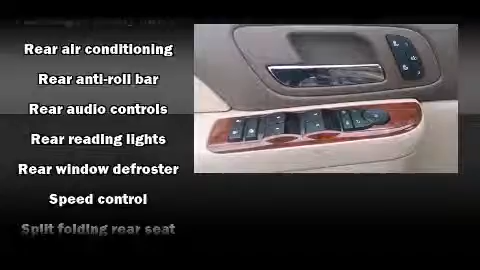 Rear air conditioning
Rear anti-roll bar
Rear audio controls
Rear reading lights
Rear window defroster
Speed control
Split folding rear seat